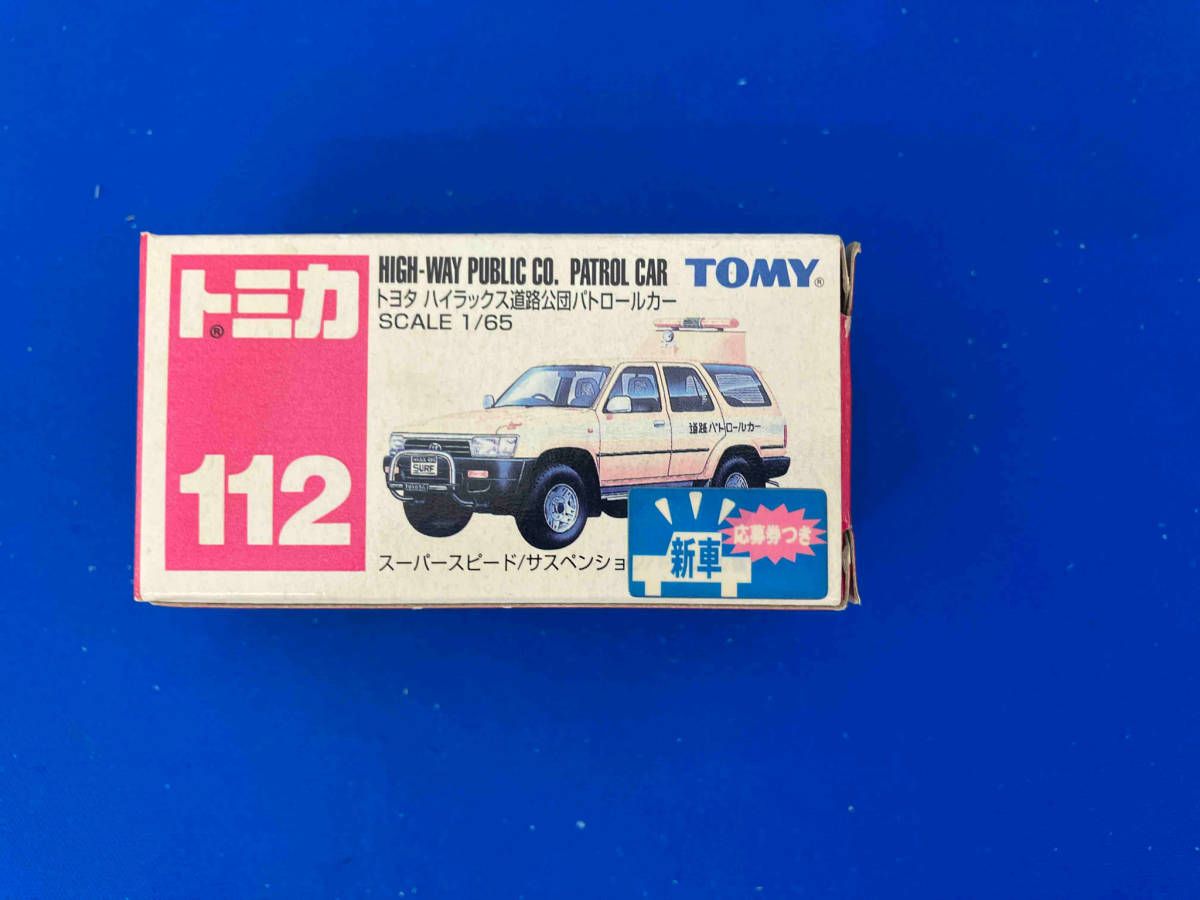 トミカ®
112
HIGH-WAY PUBLIC CO. PATROL CAR
TOMY®
トヨタ ハイラックス道路公団パトロールカー
SCALE 1/65
道路パトロールカー
SURF
スーパースピード/サスペンショ
新車
応募券つき